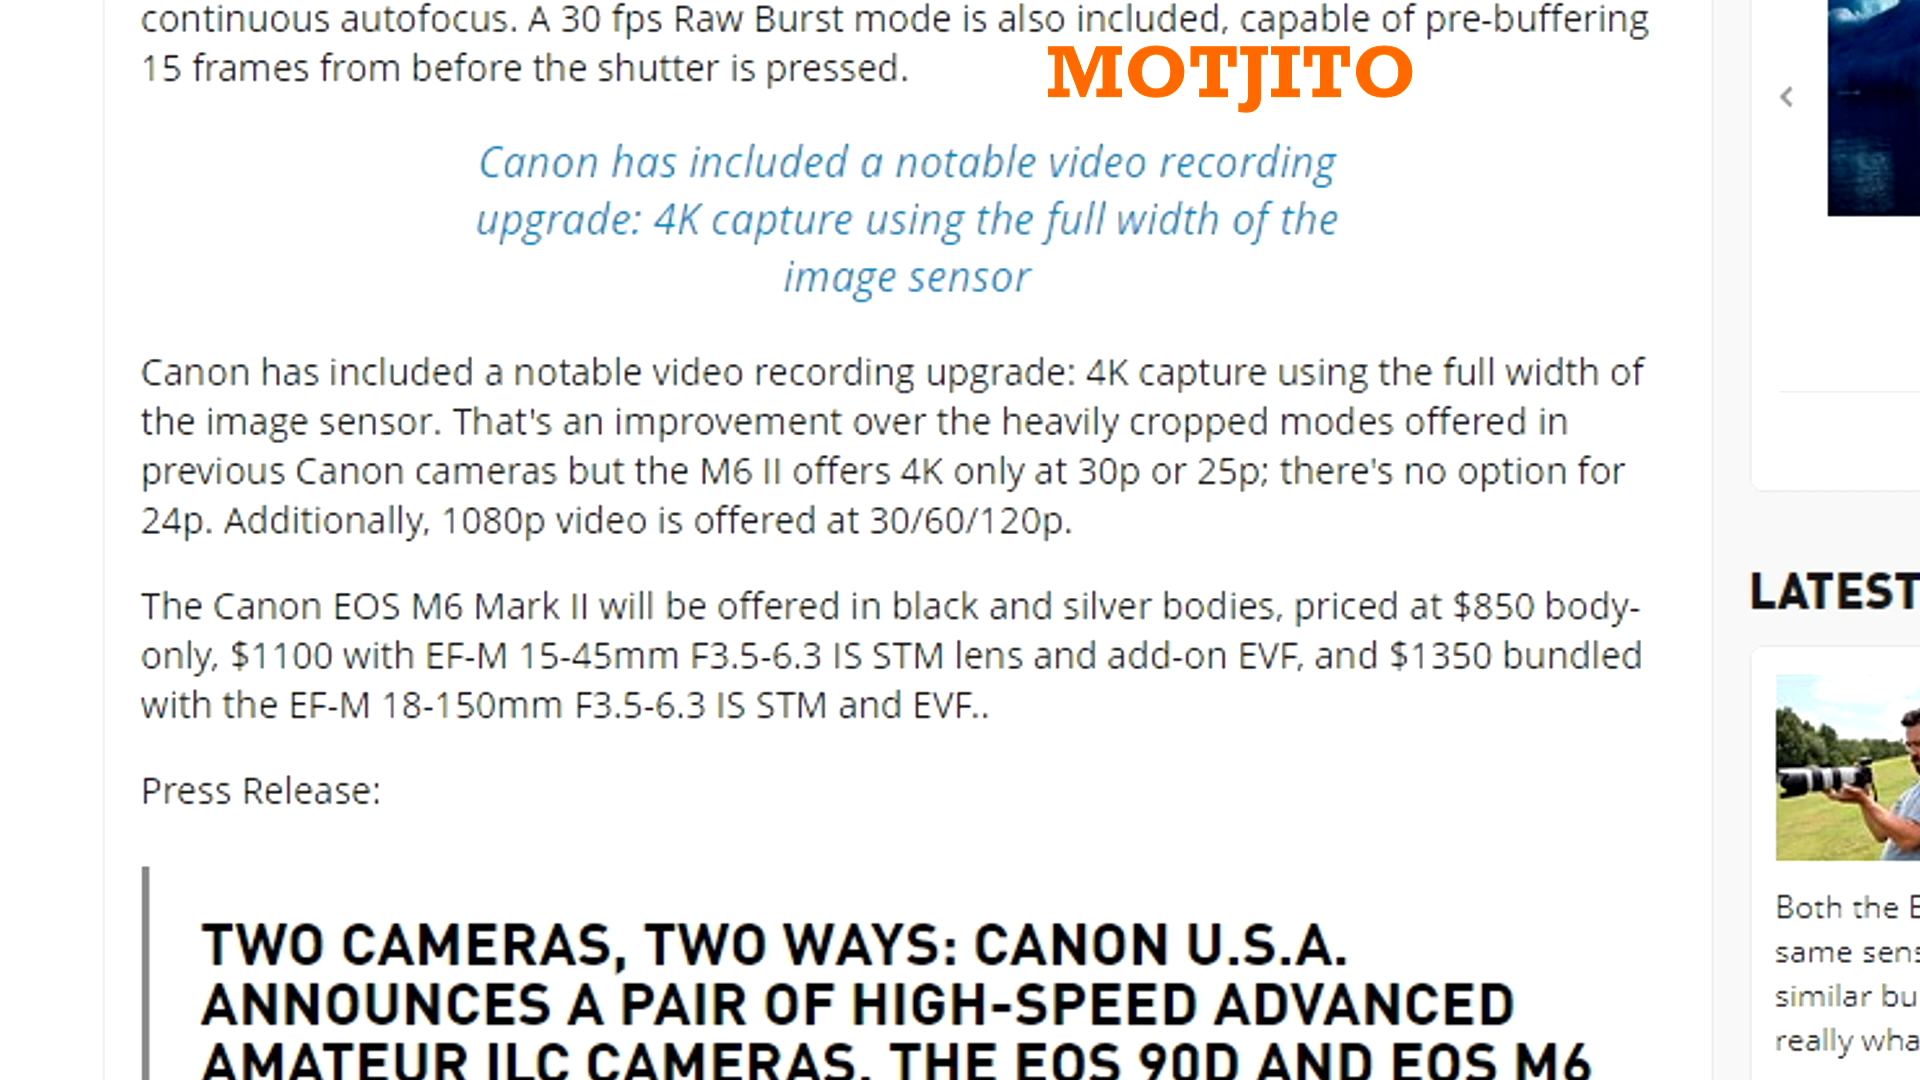 continuous autofocus. A 30 fps Raw Burst mode is also included, capable of pre-buffering
15 frames from before the shutter is pressed.
MOTJITO
Canon has included a notable video recording
upgrade: 4K capture using the full width of the
image sensor
Canon has included a notable video recording upgrade: 4K capture using the full width of
the image sensor. That's an improvement over the heavily cropped modes offered in
previous Canon cameras but the M6 II offers 4K only at 30p or 25p; there's no option for
24p. Additionally, 1080p video is offered at 30/60/120p.
The Canon EOS M6 Mark II will be offered in black and silver bodies, priced at $850 body-
only, $1100 with EF-M 15-45mm F3.5-6.3 IS STM lens and add-on EVF, and $1350 bundled
with the EF-M 18-150mm F3.5-6.3 IS STM and EVF..
Press Release:
TWO CAMERAS, TWO WAYS: CANON U.S.A.
ANNOUNCES A PAIR OF HIGH-SPEED ADVANCED
AMATEUR ILC CAMERAS, THE EOS 90D AND EOS M6
LATEST
Both the E
same sens
similar bu
really wha